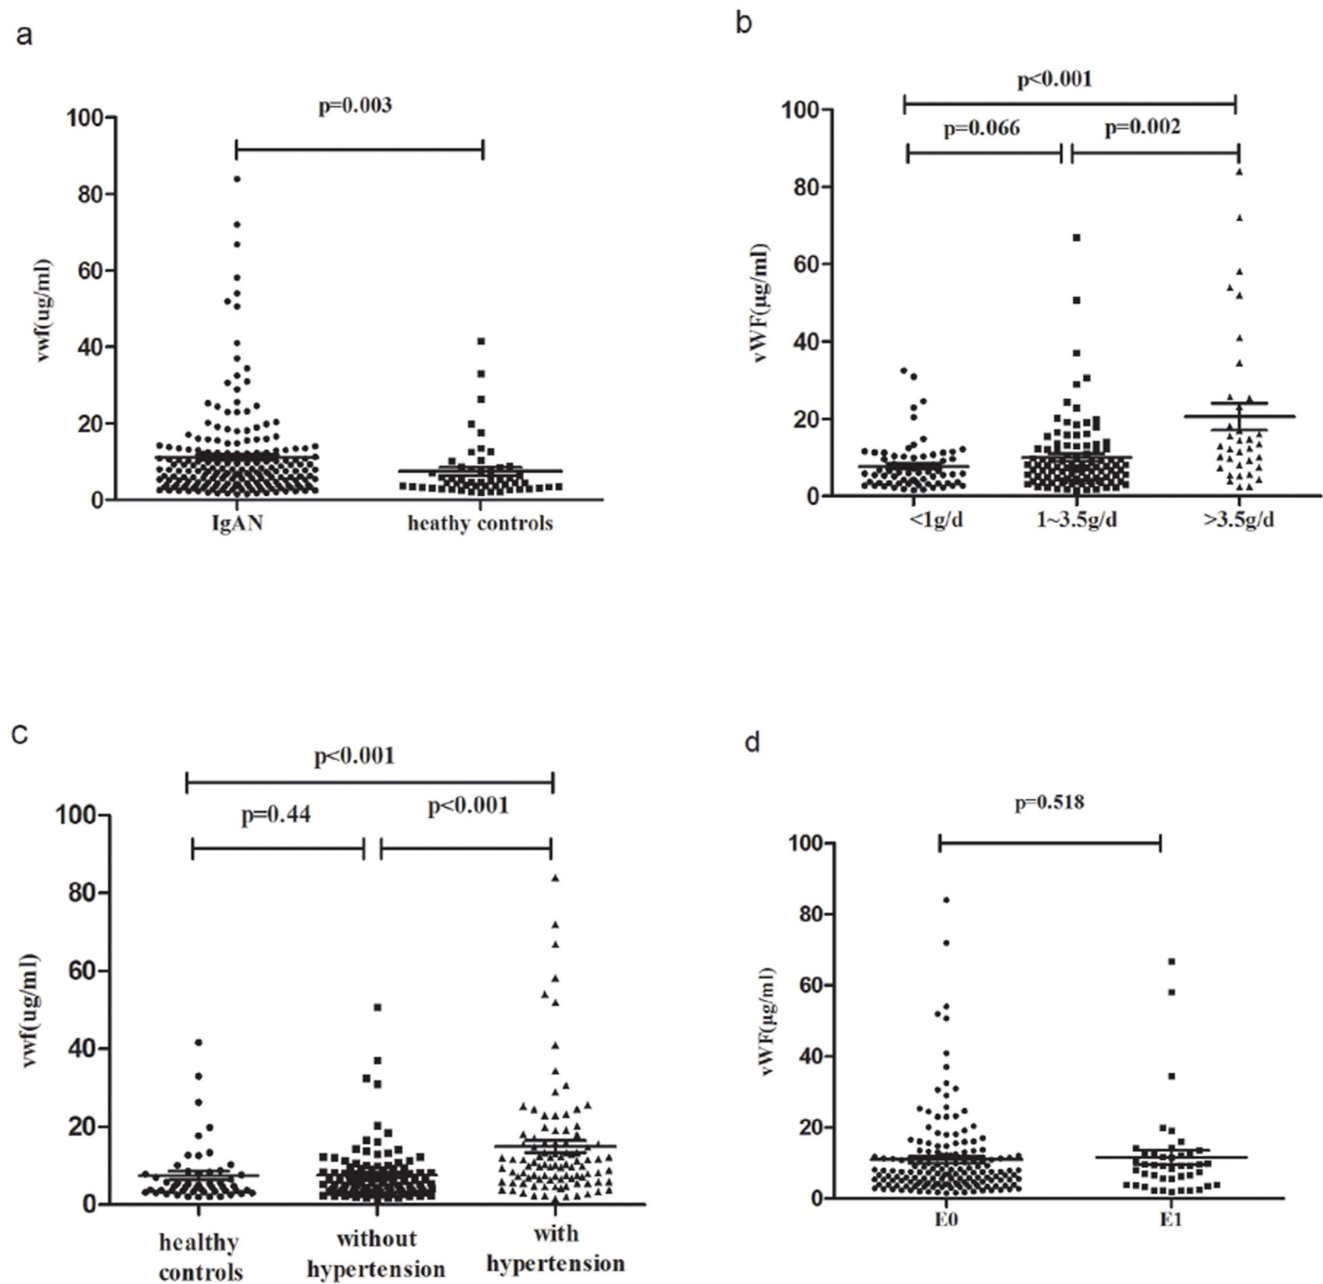 a
p=0.003
100
80
60
40
20
0
vwf(ug/ml)
IgAN
heathy controls
b
p<0.001
p=0.066
p=0.002
100
80
60
40
20
0
vWF(μg/ml)
<1g/d
1~3.5g/d
>3.5g/d
c
p<0.001
p=0.44
p<0.001
100
80
60
40
20
0
vwf(ug/ml)
healthy
controls
without
hypertension
with
hypertension
d
p=0.518
100
80
60
40
20
0
vWF(μg/ml)
E0
E1